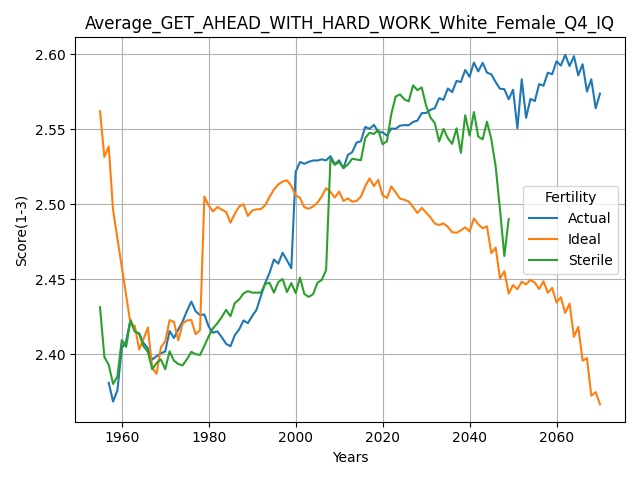 Average_GET_AHEAD_WITH_HARD_WORK_White_Female_Q4_IQ
2.60
2.55
2.50
2.45
2.40
Score(1-3)
Fertility
Actual
Ideal
Sterile
1960 1980 2000 2020 2040 2060
Years